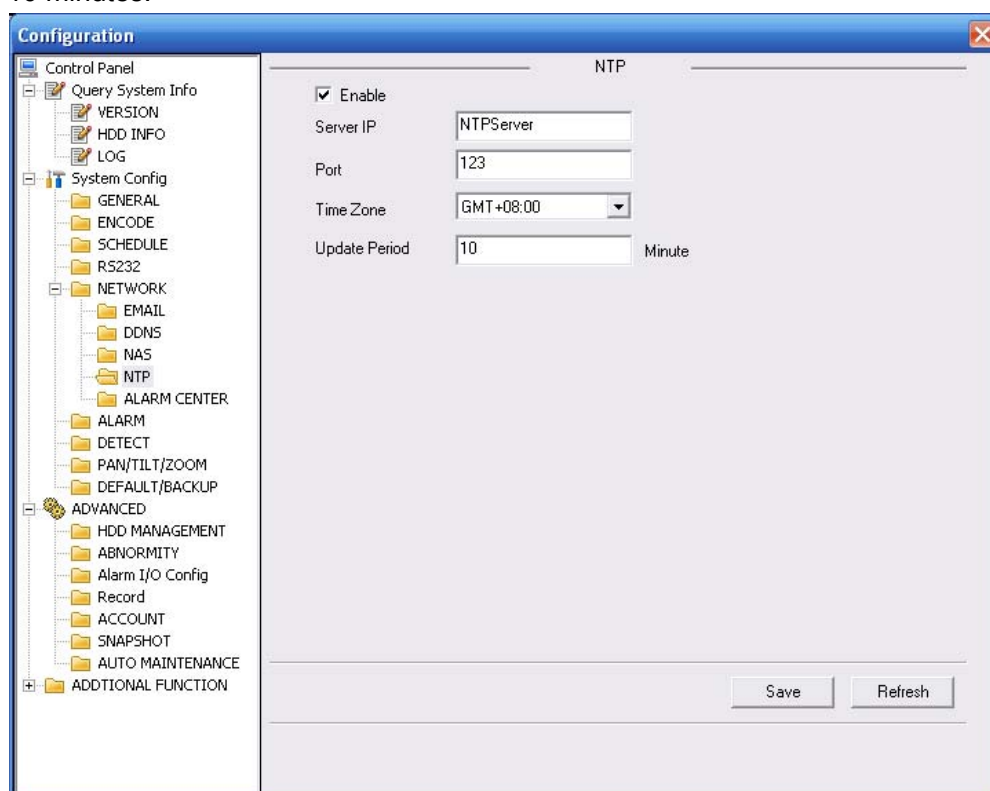 10 minutes.
Configuration
Control Panel
Query System Info
VERSION
HDD INFO
LOG
System Config
GENERAL
ENCODE
SCHEDULE
RS232
NETWORK
EMAIL
DDNS
NAS
NTP
ALARM CENTER
ALARM
DETECT
PAN/TILT/ZOOM
DEFAULT/BACKUP
ADVANCED
HDD MANAGEMENT
ABNORMITY
Alarm I/O Config
Record
ACCOUNT
SNAPSHOT
AUTO MAINTENANCE
ADDTIONAL FUNCTION
NTP
Enable
Server IP NTPServer
Port 123
Time Zone GMT+08:00
Update Period 10 Minute
Save Refresh